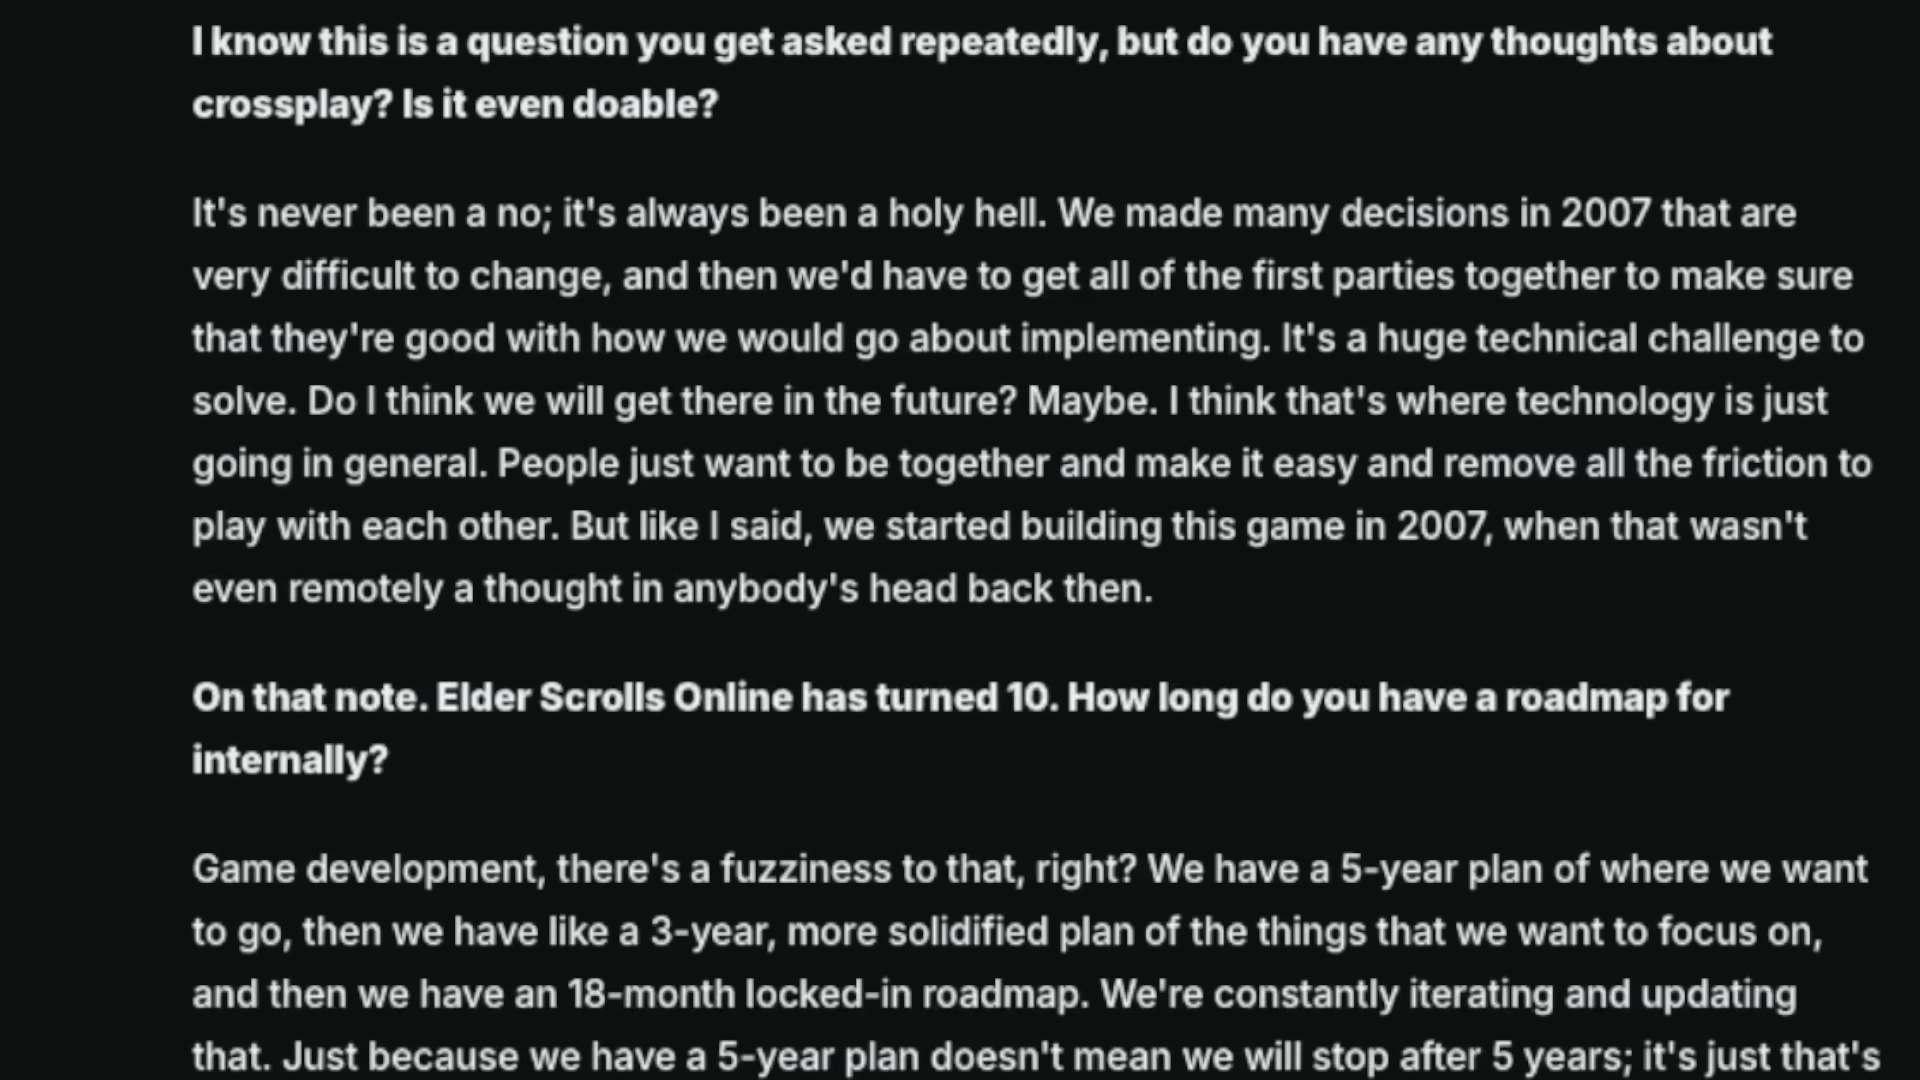 I know this is a question you get asked repeatedly, but do you have any thoughts about
crossplay? Is it even doable?
It's never been a no; it's always been a holy hell. We made many decisions in 2007 that are
very difficult to change, and then we'd have to get all of the first parties together to make sure
that they're good with how we would go about implementing. It's a huge technical challenge to
solve. Do I think we will get there in the future? Maybe. I think that's where technology is just
going in general. People just want to be together and make it easy and remove all the friction to
play with each other. But like I said, we started building this game in 2007, when that wasn't
even remotely a thought in anybody's head back then.
On that note. Elder Scrolls Online has turned 10. How long do you have a roadmap for
internally?
Game development, there's a fuzziness to that, right? We have a 5-year plan of where we want
to go, then we have like a 3-year, more solidified plan of the things that we want to focus on,
and then we have an 18-month locked-in roadmap. We're constantly iterating and updating
that. Just because we have a 5-year plan doesn't mean we will stop after 5 years; it's just that's